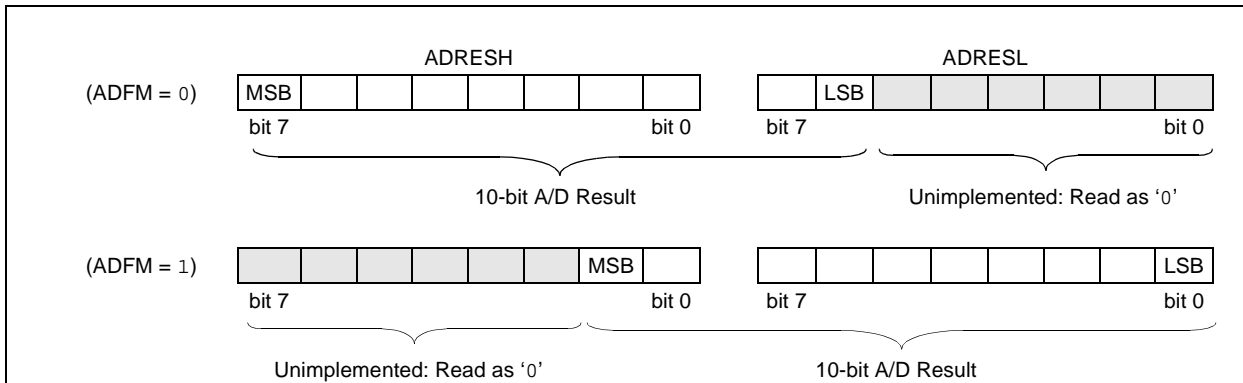 ADRESH ADRESL
(ADFM = 0) MSB LSB
bit 7 bit 0 bit 7 bit 0
10-bit A/D Result Unimplemented: Read as ‘0’
(ADFM = 1) MSB LSB
bit 7 bit 0 bit 7 bit 0
Unimplemented: Read as ‘0’ 10-bit A/D Result